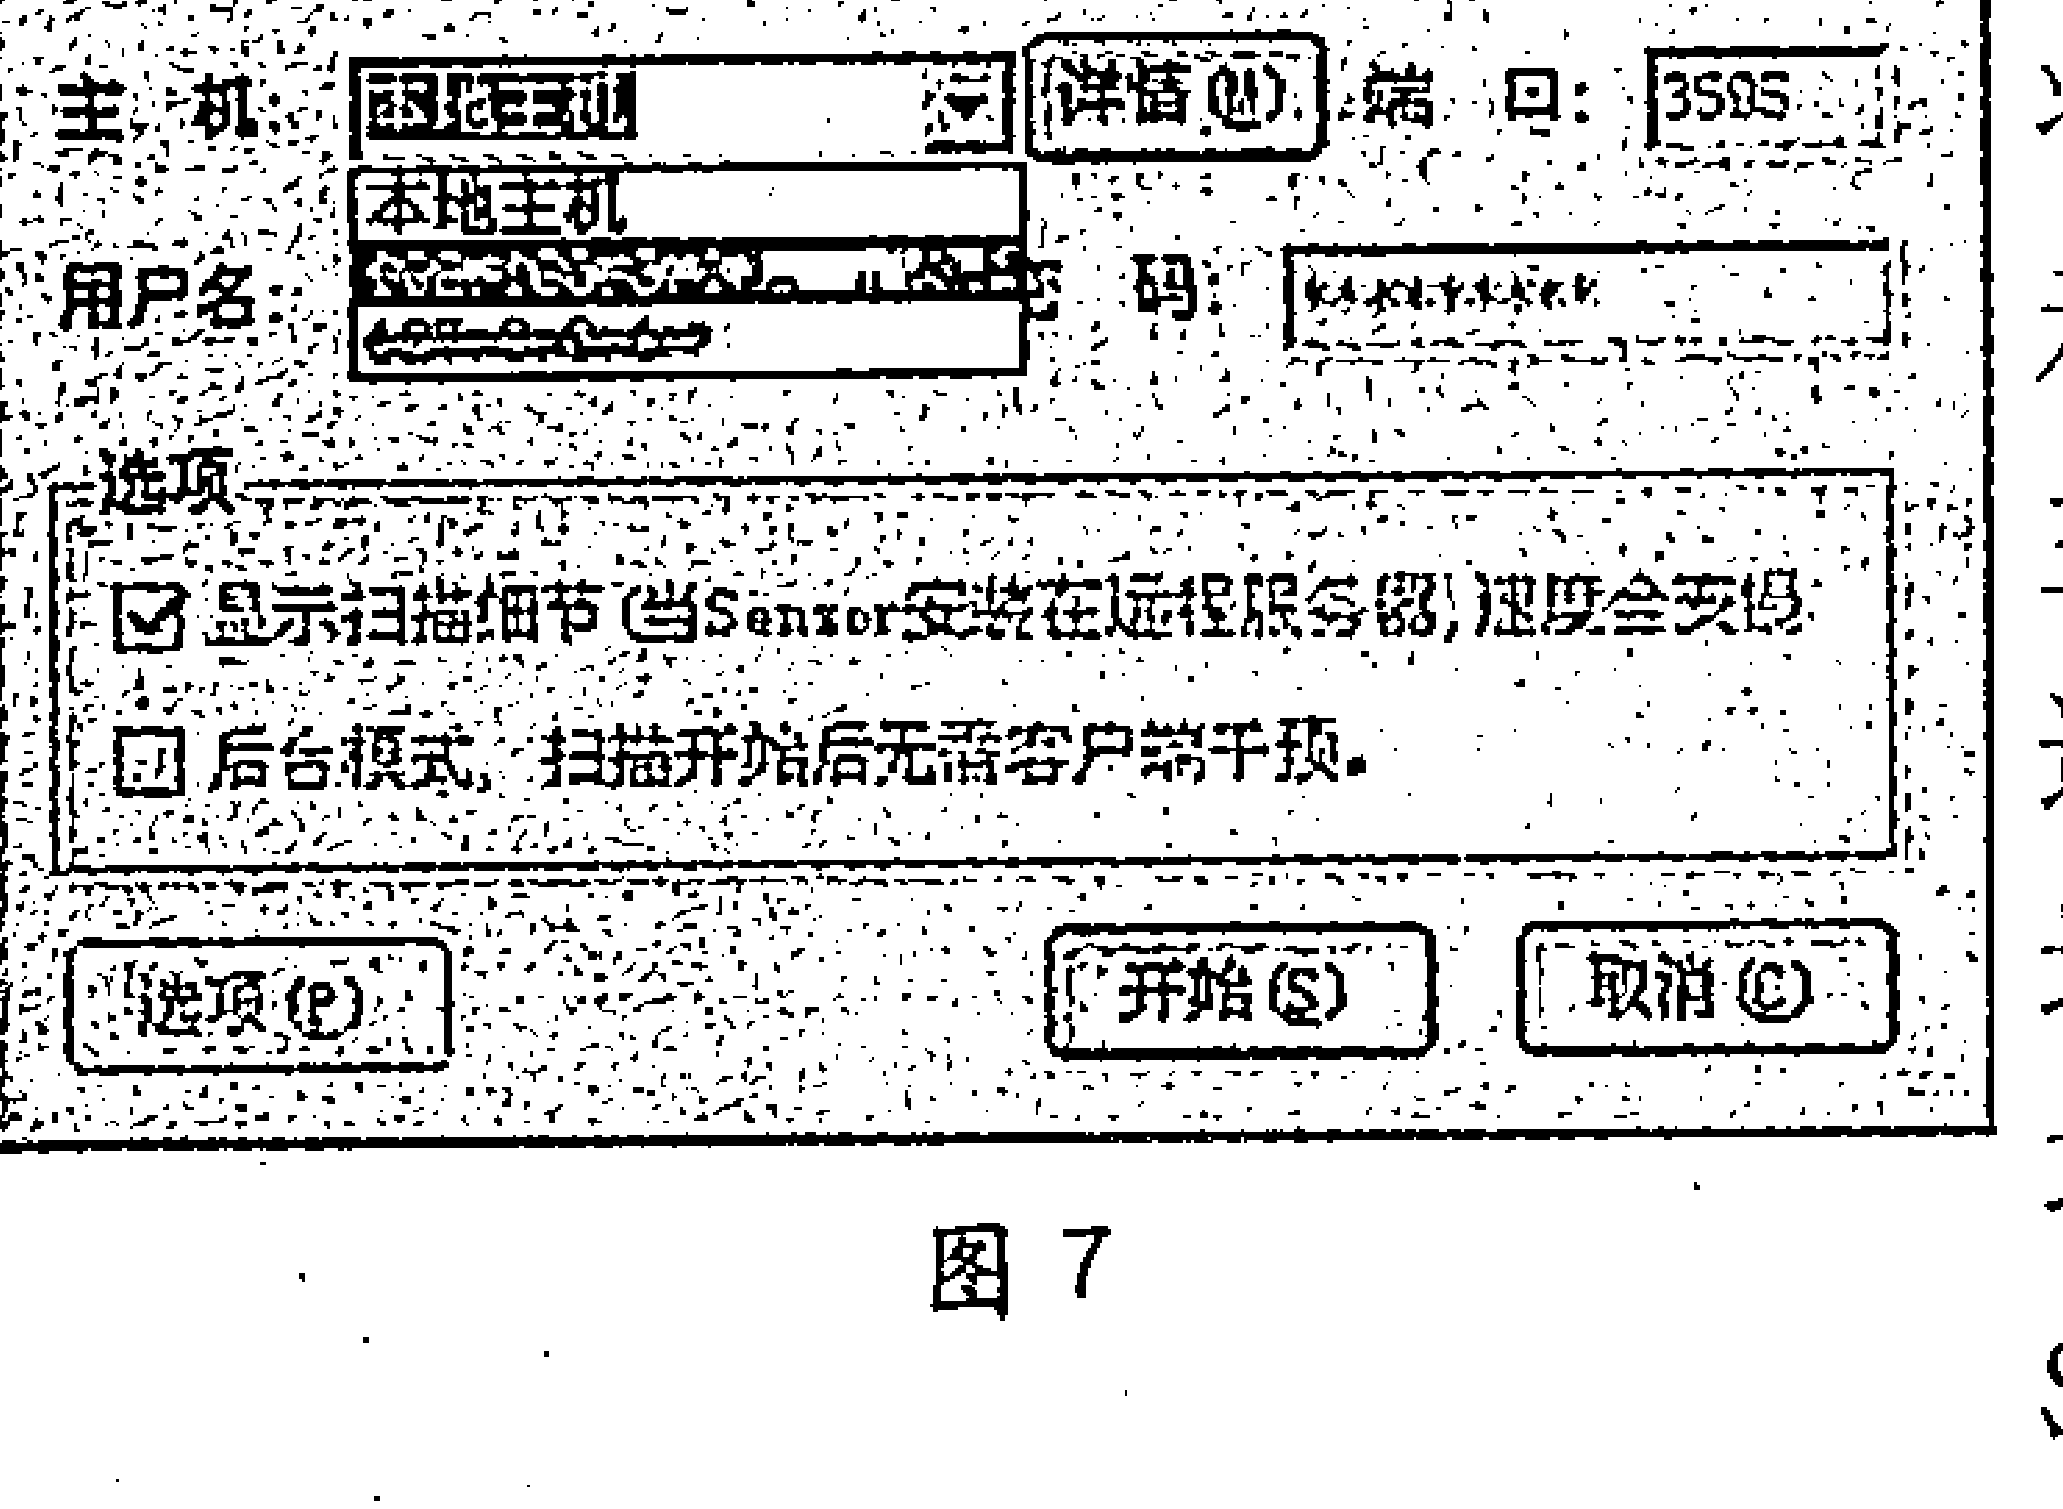 主 机: 本地主机 详情(W) 端 口: 3505
本地主机
用户名: 码: ********
选项
显示扫描细节(当Sensor安装在远程服务器,速度会变慢
后台模式, 扫描开始后无需客户端干预。
选项(P) 开始(S) 取消(C)
图 7